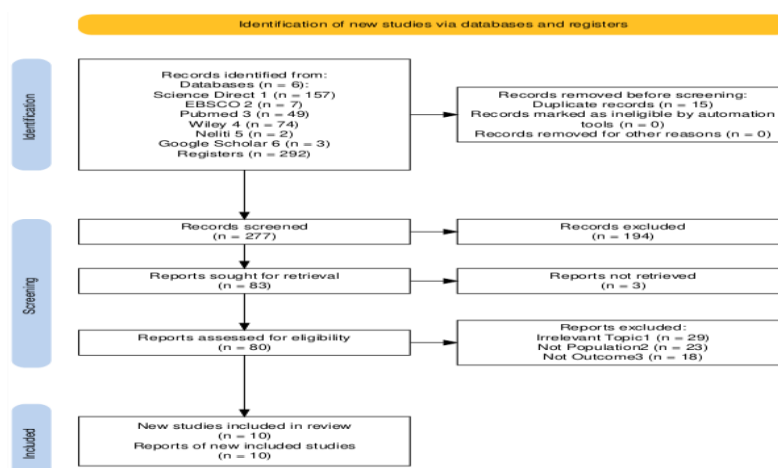 Identification of new studies via databases and registers
Identification
Records identified from:
Databases (n = 6):
Science Direct 1 (n = 157)
EBSCO 2 (n = 7)
Pubmed 3 (n = 49)
Wiley 4 (n = 74)
Neliti 5 (n = 2)
Google Scholar 6 (n = 3)
Registers (n = 292)
Records removed before screening:
Duplicate records (n = 15)
Records marked as ineligible by automation
tools (n = 0)
Records removed for other reasons (n = 0)
Screening
Records screened
(n = 277)
Records excluded
(n = 194)
Reports sought for retrieval
(n = 83)
Reports not retrieved
(n = 3)
Reports assessed for eligibility
(n = 80)
Reports excluded:
Irrelevant Topic1 (n = 29)
Not Population2 (n = 23)
Not Outcome3 (n = 18)
Included
New studies included in review
(n = 10)
Reports of new included studies
(n = 10)